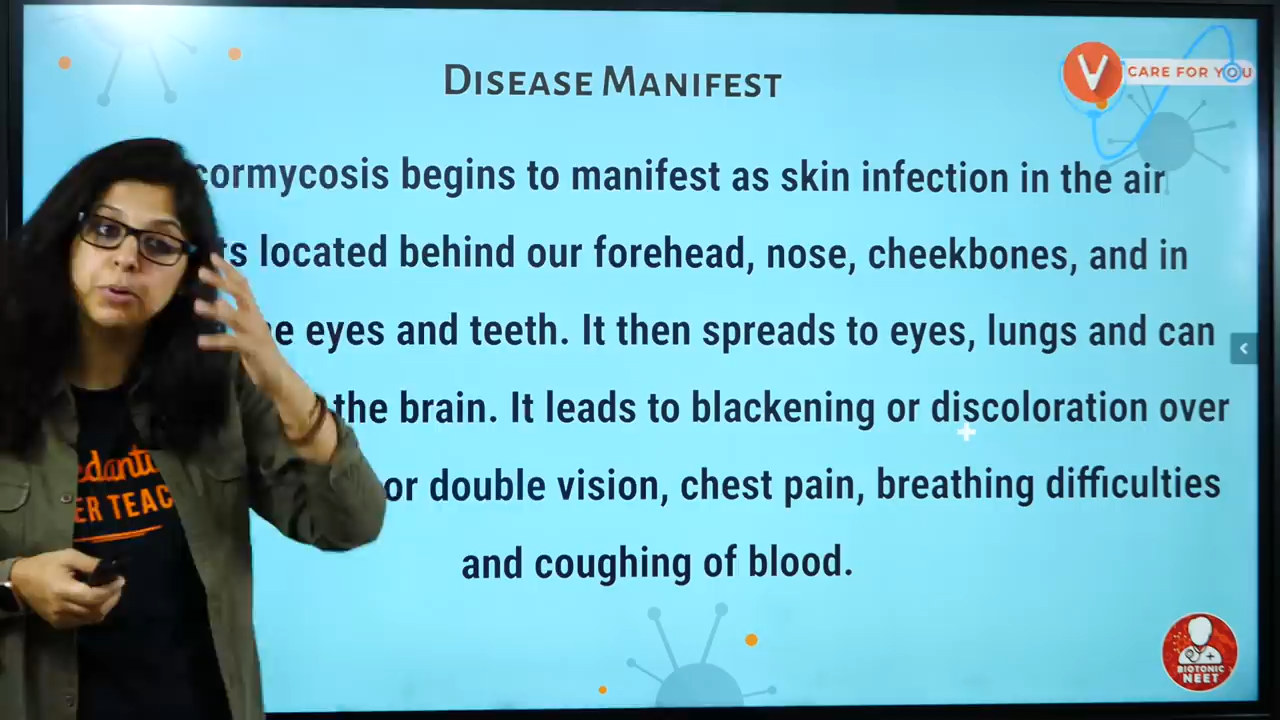 DISEASE MANIFEST
V CARE FOR YOU
cormycosis begins to manifest as skin infection in the air
ts located behind our forehead, nose, cheekbones, and in
e eyes and teeth. It then spreads to eyes, lungs and can
the brain. It leads to blackening or discoloration over
or double vision, chest pain, breathing difficulties
and coughing of blood.
edantu
ER TEAC
BIOTONIC
NEET